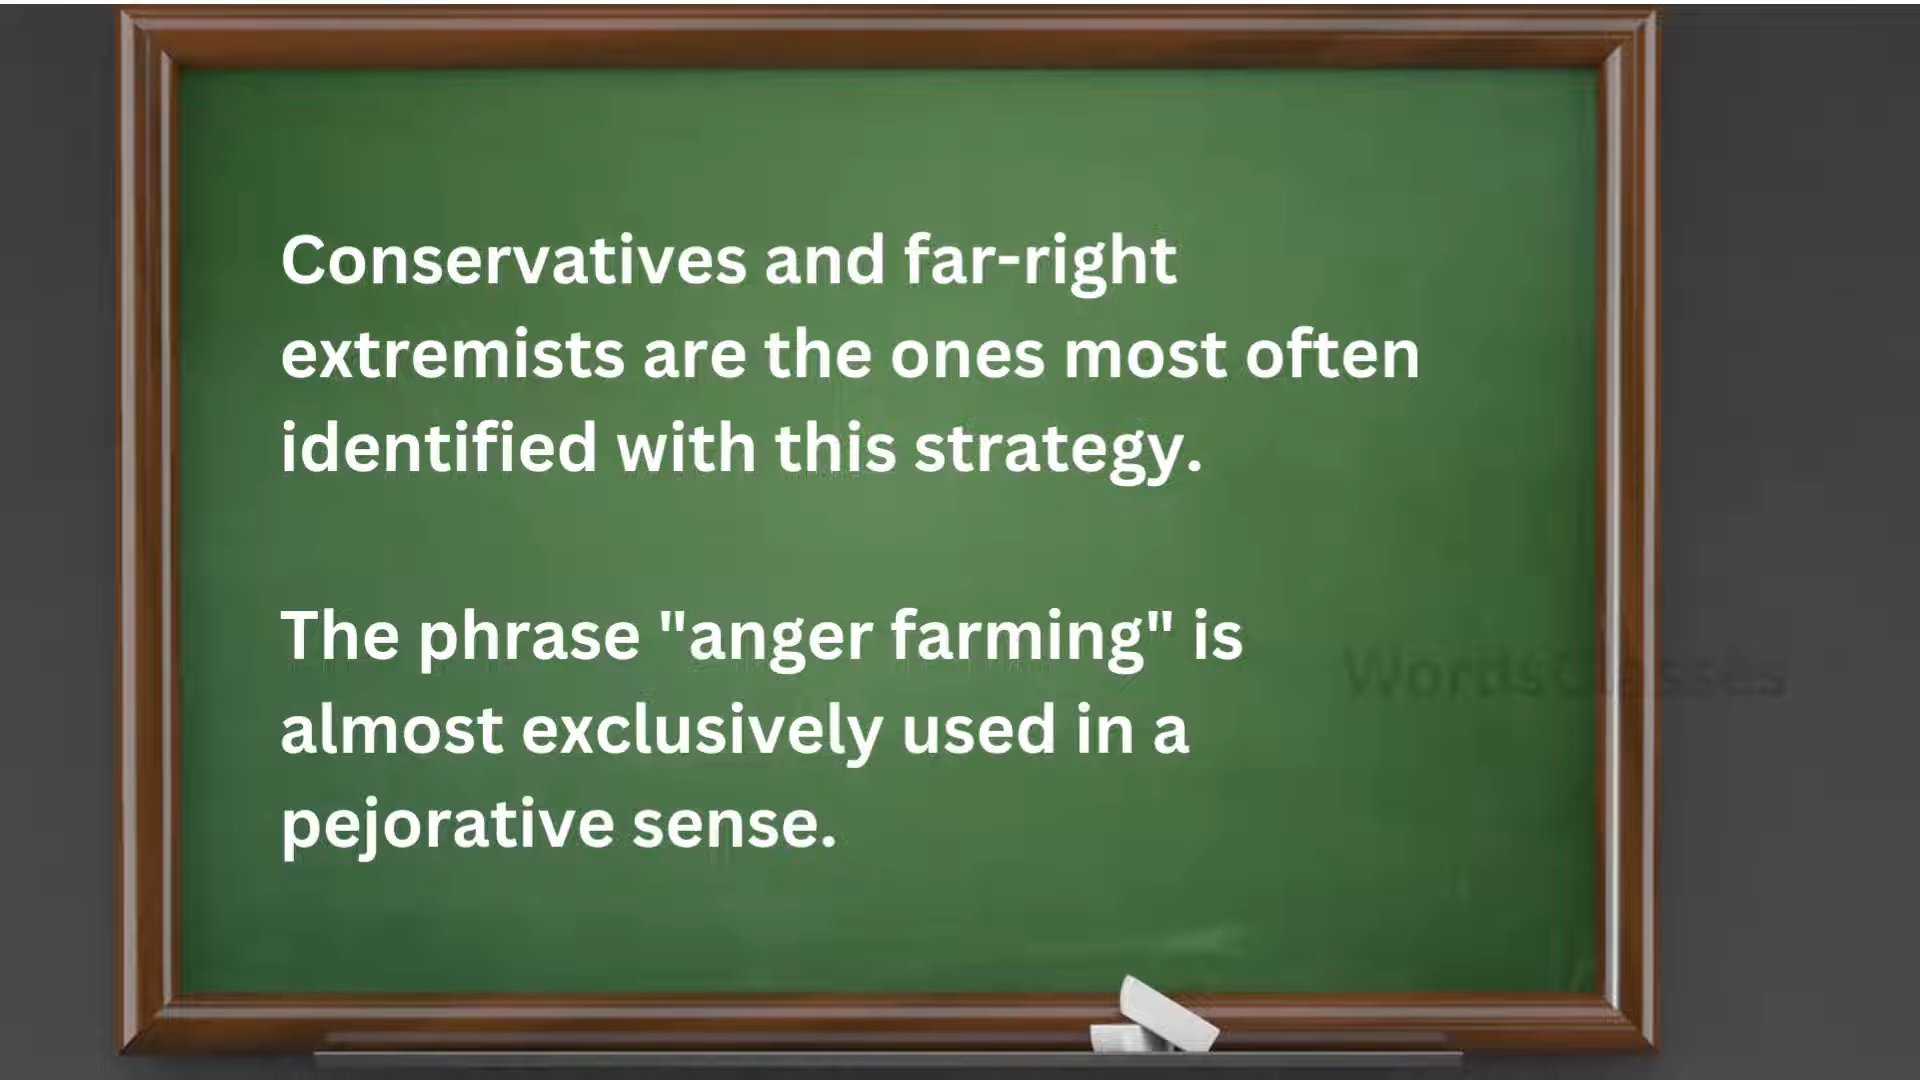 Conservatives and far-right
extremists are the ones most often
identified with this strategy.
The phrase "anger farming" is
almost exclusively used in a
pejorative sense.
WordsClasses